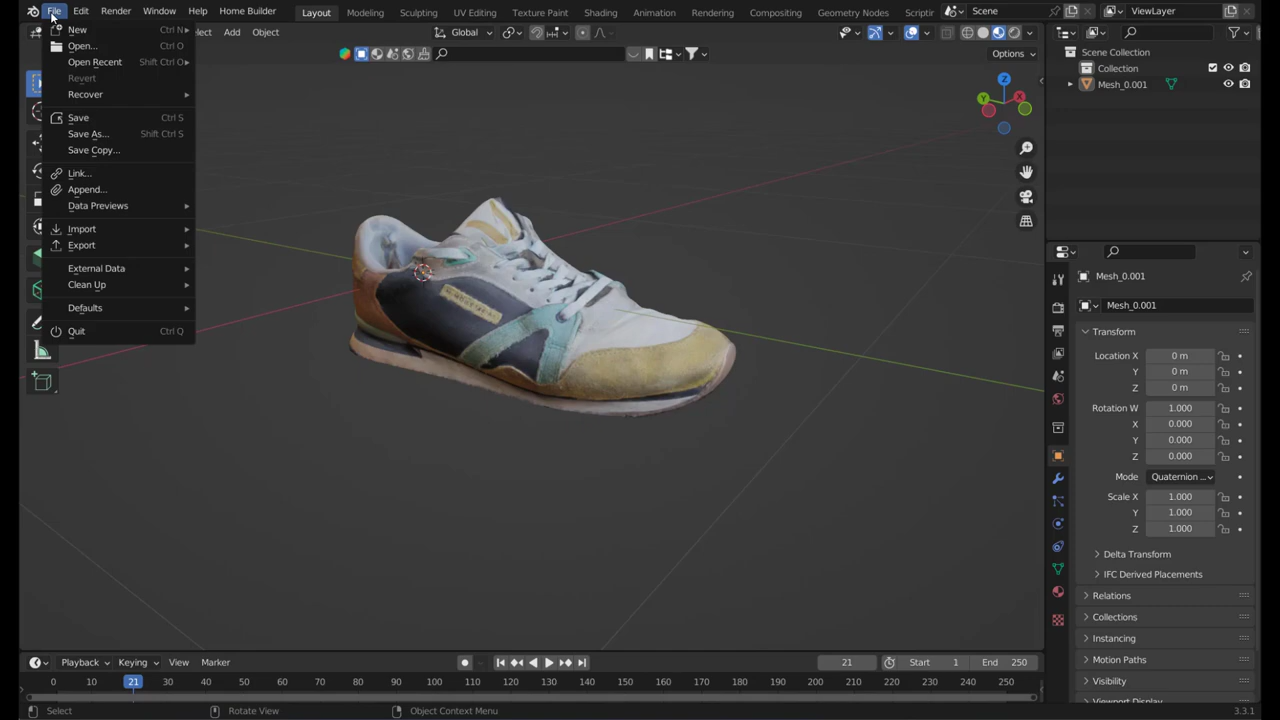 File Edit Render Window Help Home Builder Layout Modeling Sculpting UV Editing Texture Paint Shading Animation Rendering Compositing Geometry Nodes Scriptir Scene ViewLayer
New Ctrl N
Open... Ctrl O
Open Recent Shift Ctrl O
Revert
Recover
Save Ctrl S
Save As... Shift Ctrl S
Save Copy...
Link...
Append...
Data Previews
Import
Export
External Data
Clean Up
Defaults
Quit Ctrl Q
lect Add Object Global
Options
Z
Y
X
Scene Collection
Collection
Mesh_0.001
Mesh_0.001
Mesh_0.001
Transform
Location X 0 m
Y 0 m
Z 0 m
Rotation W 1.000
X 0.000
Y 0.000
Z 0.000
Mode Quaternion ...
Scale X 1.000
Y 1.000
Z 1.000
Delta Transform
IFC Derived Placements
Relations
Collections
Instancing
Motion Paths
Visibility
Viewport Display
Playback Keying View Marker 21 Start 1 End 250
0 10 21 30 40 50 60 70 80 90 100 110 120 130 140 150 160 170 180 190 200 210 220 230 240 250
Select Rotate View Object Context Menu 3.3.1